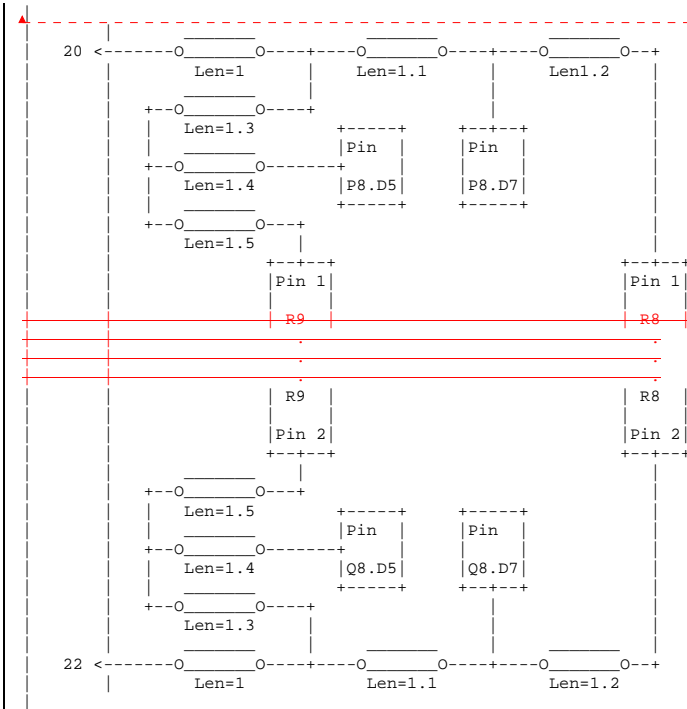 20 <
Len=1 Len=1.1 Len1.2
Len=1.3
Pin Pin
Len=1.4
P8.D5 P8.D7
Len=1.5
Pin 1 Pin 1
R9 R8
R9 R8
Pin 2 Pin 2
Len=1.5
Pin Pin
Len=1.4
Q8.D5 Q8.D7
Len=1.3
22 <
Len=1 Len=1.1 Len=1.2